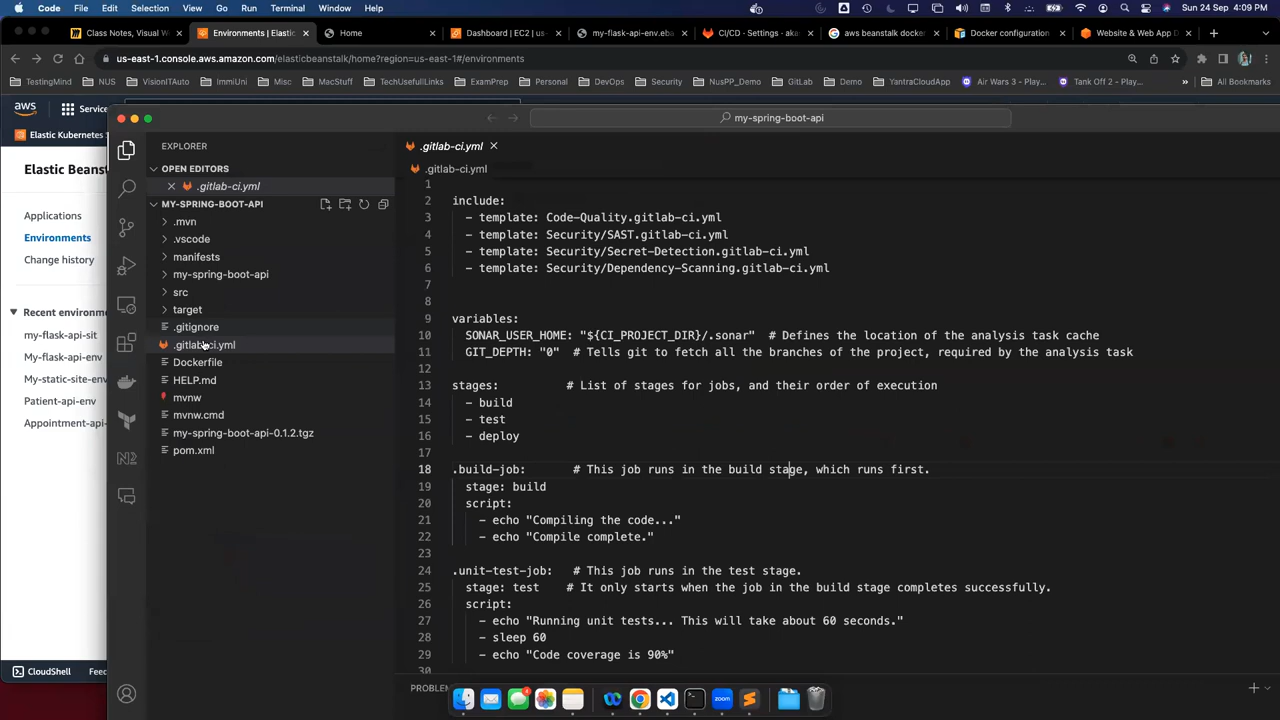 Code File Edit Selection View Go Run Terminal Window Help Sun 24 Sep 4:09 PM
Class Notes, Visual W Environments | Elastic Home Dashboard | EC2 | us- my-flask-api-env.eba CI/CD - Settings · aka aws beanstalk docker Docker configuration Website & Web App D
us-east-1.console.aws.amazon.com/elasticbeanstalk/home?region=us-east-1#/environments
TestingMind NUS VisionITAuto ImmiUni Misc MacStuff TechUsefulLinks ExamPrep Personal DevOps Security NusPP_Demo GitLab Demo YantraCloudApp Air Wars 3 - Play... Tank Off 2 - Play... » All Bookmarks
aws Service
Elastic Kubernetes
Elastic Beans
Applications
Environments
Change history
Recent environm
my-flask-api-sit
My-flask-api-env
My-static-site-env
Patient-api-env
Appointment-api-env
CloudShell Feed
my-spring-boot-api
EXPLORER
OPEN EDITORS
.gitlab-ci.yml
MY-SPRING-BOOT-API
.mvn
.vscode
manifests
my-spring-boot-api
src
target
.gitignore
.gitlab-ci.yml
Dockerfile
HELP.md
mvnw
mvnw.cmd
my-spring-boot-api-0.1.2.tgz
pom.xml
.gitlab-ci.yml
.gitlab-ci.yml
1
2 include:
3 - template: Code-Quality.gitlab-ci.yml
4 - template: Security/SAST.gitlab-ci.yml
5 - template: Security/Secret-Detection.gitlab-ci.yml
6 - template: Security/Dependency-Scanning.gitlab-ci.yml
7
8
9 variables:
10 SONAR_USER_HOME: "${CI_PROJECT_DIR}/.sonar" # Defines the location of the analysis task cache
11 GIT_DEPTH: "0" # Tells git to fetch all the branches of the project, required by the analysis task
12
13 stages: # List of stages for jobs, and their order of execution
14 - build
15 - test
16 - deploy
17
18 .build-job: # This job runs in the build stage, which runs first.
19 stage: build
20 script:
21 - echo "Compiling the code..."
22 - echo "Compile complete."
23
24 .unit-test-job: # This job runs in the test stage.
25 stage: test # It only starts when the job in the build stage completes successfully.
26 script:
27 - echo "Running unit tests... This will take about 60 seconds."
28 - sleep 60
29 - echo "Code coverage is 90%"
30
PROBLEM
zoom